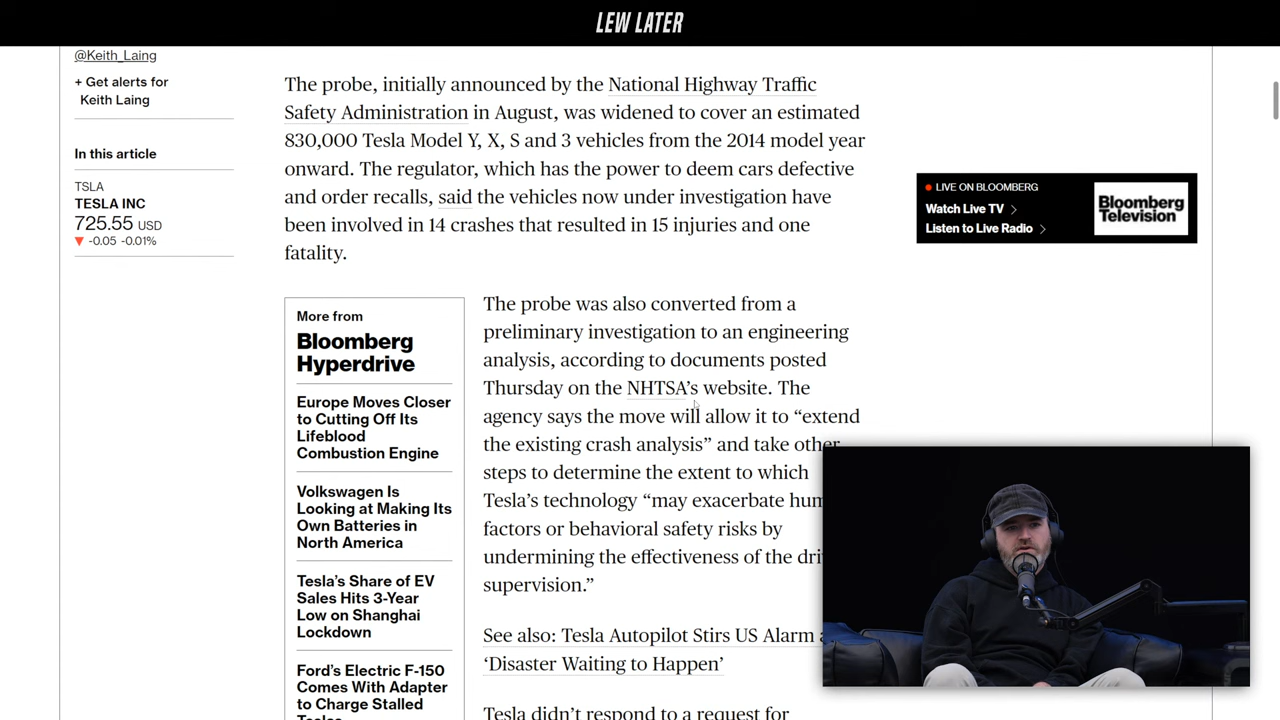 LEW LATER
@Keith_Laing
+ Get alerts for
Keith Laing
In this article
TSLA
TESLA INC
725.55 USD
▼ -0.05 -0.01%
The probe, initially announced by the National Highway Traffic
Safety Administration in August, was widened to cover an estimated
830,000 Tesla Model Y, X, S and 3 vehicles from the 2014 model year
onward. The regulator, which has the power to deem cars defective
and order recalls, said the vehicles now under investigation have
been involved in 14 crashes that resulted in 15 injuries and one
fatality.
LIVE ON BLOOMBERG
Watch Live TV >
Listen to Live Radio >
Bloomberg
Television
More from
Bloomberg
Hyperdrive
Europe Moves Closer
to Cutting Off Its
Lifeblood
Combustion Engine
Volkswagen Is
Looking at Making Its
Own Batteries in
North America
Tesla’s Share of EV
Sales Hits 3-Year
Low on Shanghai
Lockdown
Ford’s Electric F-150
Comes With Adapter
to Charge Stalled
The probe was also converted from a
preliminary investigation to an engineering
analysis, according to documents posted
Thursday on the NHTSA’s website. The
agency says the move will allow it to “extend
the existing crash analysis” and take other
steps to determine the extent to which
Tesla’s technology “may exacerbate
factors or behavioral safety risks by
undermining the effectiveness of the
supervision.”
See also: Tesla Autopilot Stirs US Alarm
‘Disaster Waiting to Happen’
Tesla didn’t respond to a request for